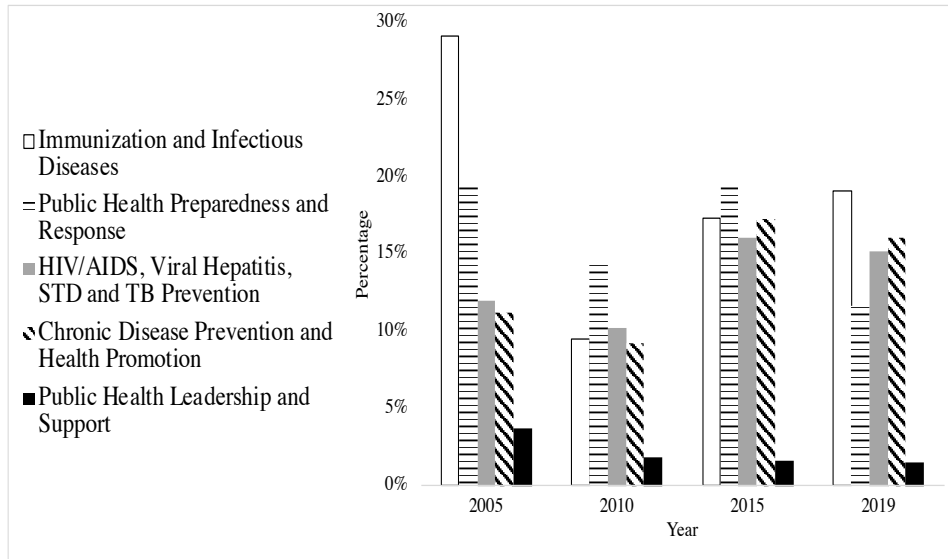 Immunization and Infectious
Diseases
Public Health Preparedness and
Response
HIV/AIDS, Viral Hepatitis,
STD and TB Prevention
Chronic Disease Prevention and
Health Promotion
Public Health Leadership and
Support
Percentage
30%
25%
20%
15%
10%
5%
0%
2005 2010 2015 2019
Year